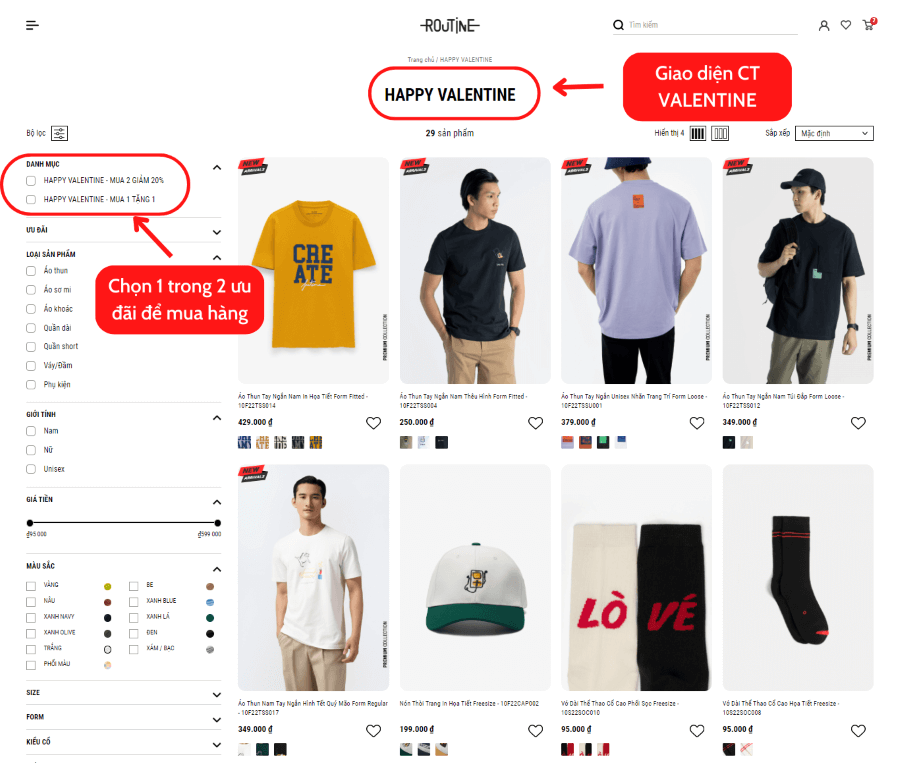 ROUTINE
Tìm kiếm
7
Trang chủ / HAPPY VALENTINE
HAPPY VALENTINE
Giao diện CT
VALENTINE
Bộ lọc
29 sản phẩm
Hiển thị 4
Sắp xếp
Mặc định
DANH MỤC
HAPPY VALENTINE - MUA 2 GIẢM 20%
HAPPY VALENTINE - MUA 1 TẶNG 1
ƯU ĐÃI
LOẠI SẢN PHẨM
Áo thun
Áo sơ mi
Áo khoác
Quần dài
Quần short
Váy/Đầm
Phụ kiện
Chọn 1 trong 2 ưu
đãi để mua hàng
GIỚI TÍNH
Nam
Nữ
Unisex
GIÁ TIỀN
₫95 000
₫599 000
MÀU SẮC
VÀNG
BE
NÂU
XANH BLUE
XANH NAVY
XANH LÁ
XANH OLIVE
ĐEN
TRẮNG
XÁM / BẠC
PHỐI MÀU
SIZE
FORM
KIỂU CỔ
NEW
ARRIVALS
CRE
ATE
PREMIUM COLLECTION
Áo Thun Tay Ngắn Nam In Họa Tiết Form Fitted -
10F22TSS014
429.000 ₫
NEW
ARRIVALS
Áo Thun Tay Ngắn Nam Thêu Hình Form Fitted -
10F22TSS004
250.000 ₫
NEW
ARRIVALS
PREMIUM COLLECTION
Áo Thun Tay Ngắn Unisex Nhãn Trang Trí Form Loose -
10F22TSSU001
379.000 ₫
NEW
ARRIVALS
PREMIUM COLLECTION
Áo Thun Tay Ngắn Nam Túi Đắp Form Loose -
10F22TSS012
349.000 ₫
NEW
ARRIVALS
PREMIUM COLLECTION
Áo Thun Nam Tay Ngắn Hình Tết Quý Mão Form Regular
- 10F22TSS017
349.000 ₫
Nón Thời Trang In Họa Tiết Freesize - 10F22CAP002
199.000 ₫
LÒ VÉ
Vớ Dài Thể Thao Cổ Cao Phối Sọc Freesize -
10S22SOC010
95.000 ₫
Vớ Dài Thể Thao Cổ Cao Họa Tiết Freesize -
10S22SOC008
95.000 ₫